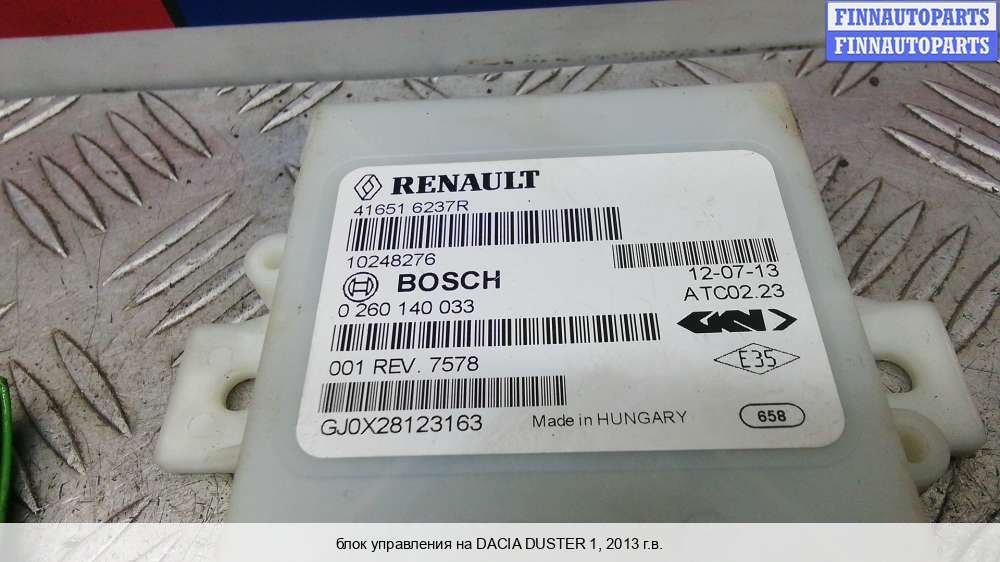 FINNAUTOPARTS
FINNAUTOPARTS
RENAULT
41651 6237R
10248276
12-07-13
BOSCH
ATC02.23
0 260 140 033
GKN
001 REV. 7578
E35
GJ0X28123163
Made in HUNGARY
658
блок управления на DACIA DUSTER 1, 2013 г.в.